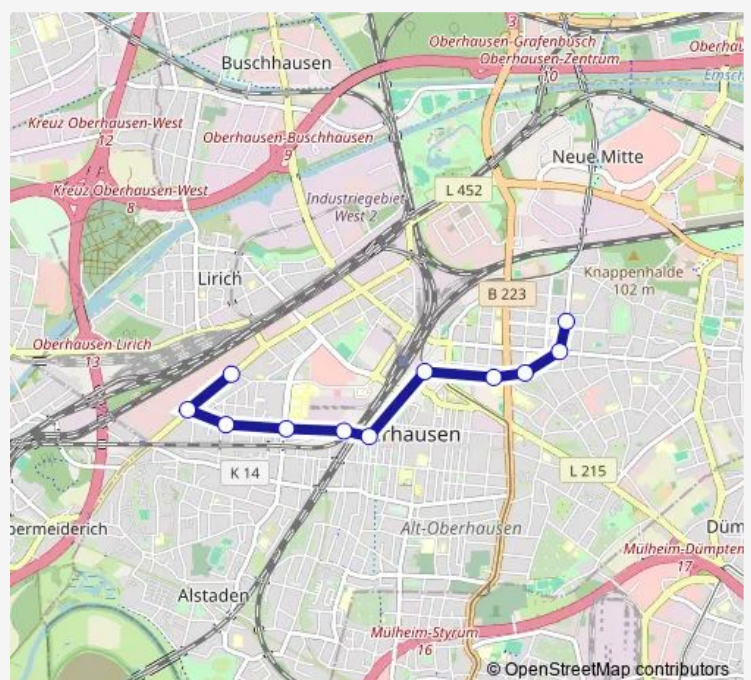 3
Oberhausen-Grafenbusch
Oberhausen-Zentrum
10
Oberhau
Buschhausen
Emsch
Kreuz Oberhausen-West
12
Oberhausen-Buschhausen
9
Neue Mitte
Kreuz Oberhausen-West
8
Industriegebiet
West 2
L 452
Lirich
Knappenhalde
102 m
B 223
Oberhausen Lirich
13
rhausen
K 14
L 215
bermeiderich
Alt-Oberhausen
Düm
Mülheim-Dümpten
17
Alstaden
Mülheim-Styrum
16
© OpenStreetMap contributors